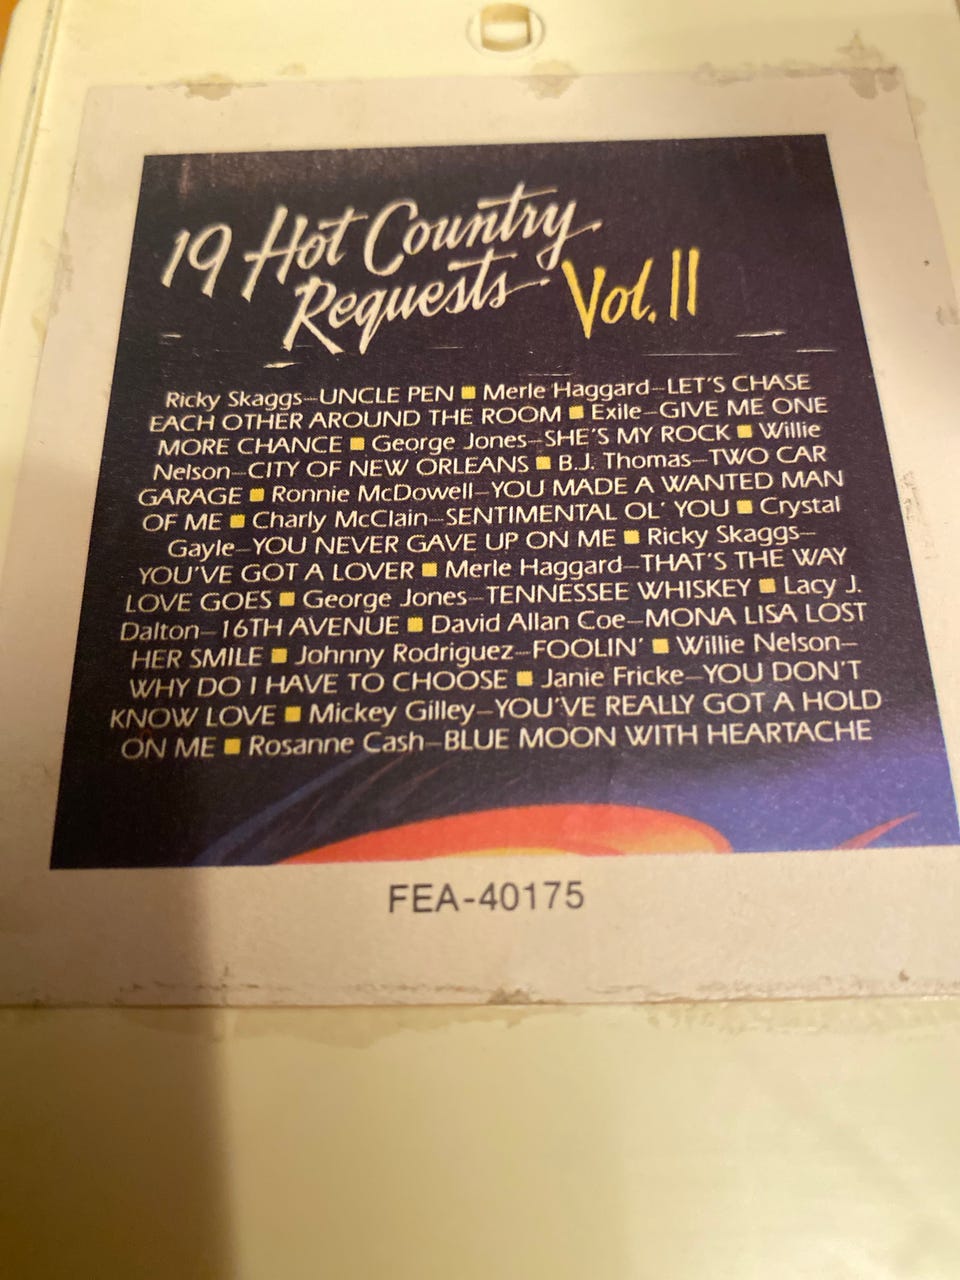 19 Hot Country
Requests Vol. II
Ricky Skaggs—UNCLE PEN ■ Merle Haggard—LET'S CHASE
EACH OTHER AROUND THE ROOM ■ Exile—GIVE ME ONE
MORE CHANCE ■ George Jones—SHE'S MY ROCK ■ Willie
Nelson—CITY OF NEW ORLEANS ■ B.J. Thomas—TWO CAR
GARAGE ■ Ronnie McDowell—YOU MADE A WANTED MAN
OF ME ■ Charly McClain—SENTIMENTAL OL' YOU ■ Crystal
Gayle—YOU NEVER GAVE UP ON ME ■ Ricky Skaggs—
YOU'VE GOT A LOVER ■ Merle Haggard—THAT'S THE WAY
LOVE GOES ■ George Jones—TENNESSEE WHISKEY ■ Lacy J.
Dalton—16TH AVENUE ■ David Allan Coe—MONA LISA LOST
HER SMILE ■ Johnny Rodriguez—FOOLIN' ■ Willie Nelson—
WHY DO I HAVE TO CHOOSE ■ Janie Fricke—YOU DON'T
KNOW LOVE ■ Mickey Gilley—YOU'VE REALLY GOT A HOLD
ON ME ■ Rosanne Cash—BLUE MOON WITH HEARTACHE
FEA-40175